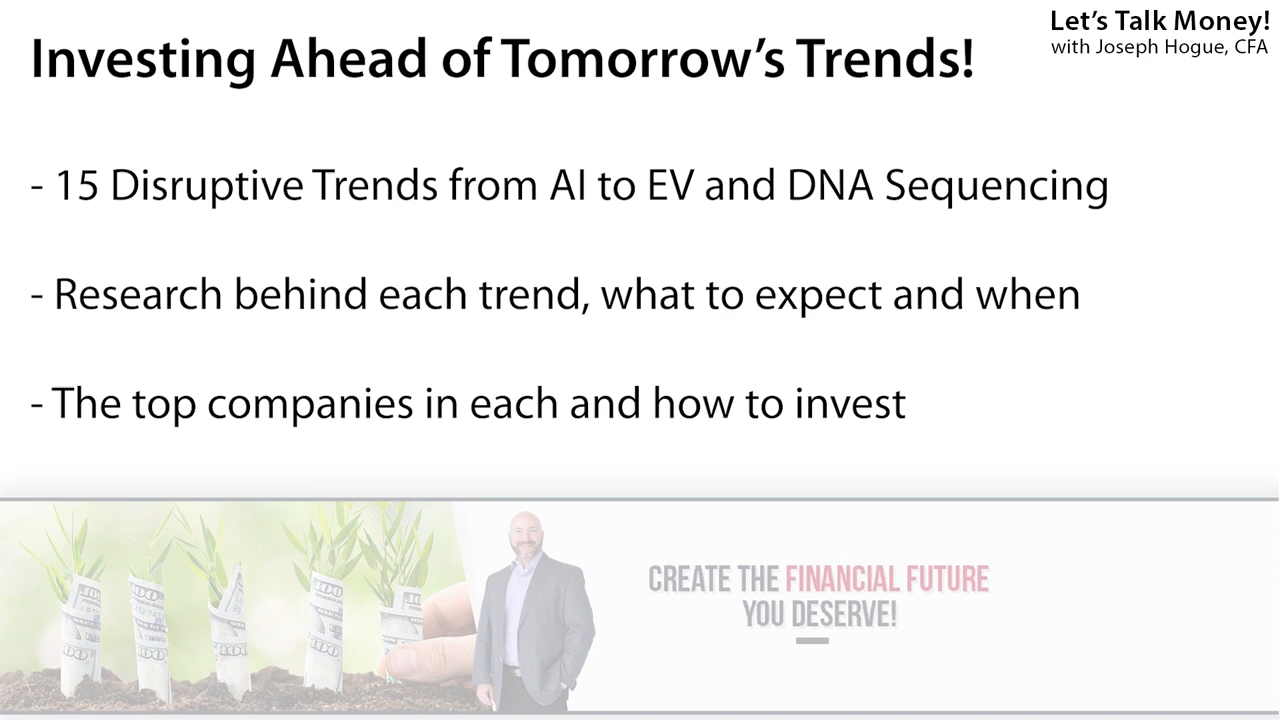 Let's Talk Money!
with Joseph Hogue, CFA
Investing Ahead of Tomorrow's Trends!
- 15 Disruptive Trends from AI to EV and DNA Sequencing
- Research behind each trend, what to expect and when
- The top companies in each and how to invest
CREATE THE FINANCIAL FUTURE
YOU DESERVE!